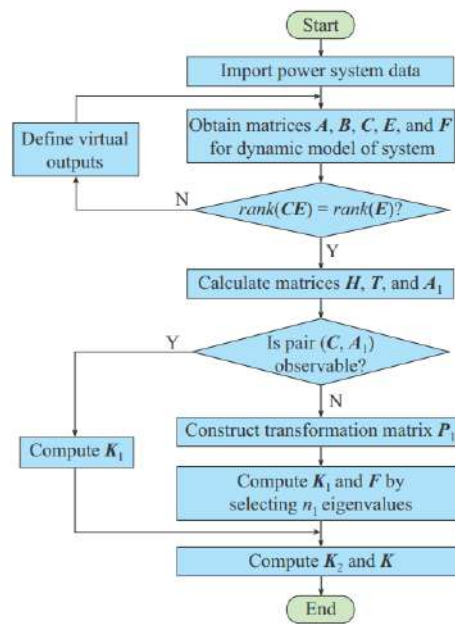 Start
Import power system data
Obtain matrices A, B, C, E, and F
for dynamic model of system
Define virtual
outputs
N
rank(CE) = rank(E)?
Y
Calculate matrices H, T, and A₁
Y
Is pair (C, A₁)
observable?
N
Construct transformation matrix P₁
Compute K₁
Compute K₁ and F by
selecting n₁ eigenvalues
Compute K₂ and K
End